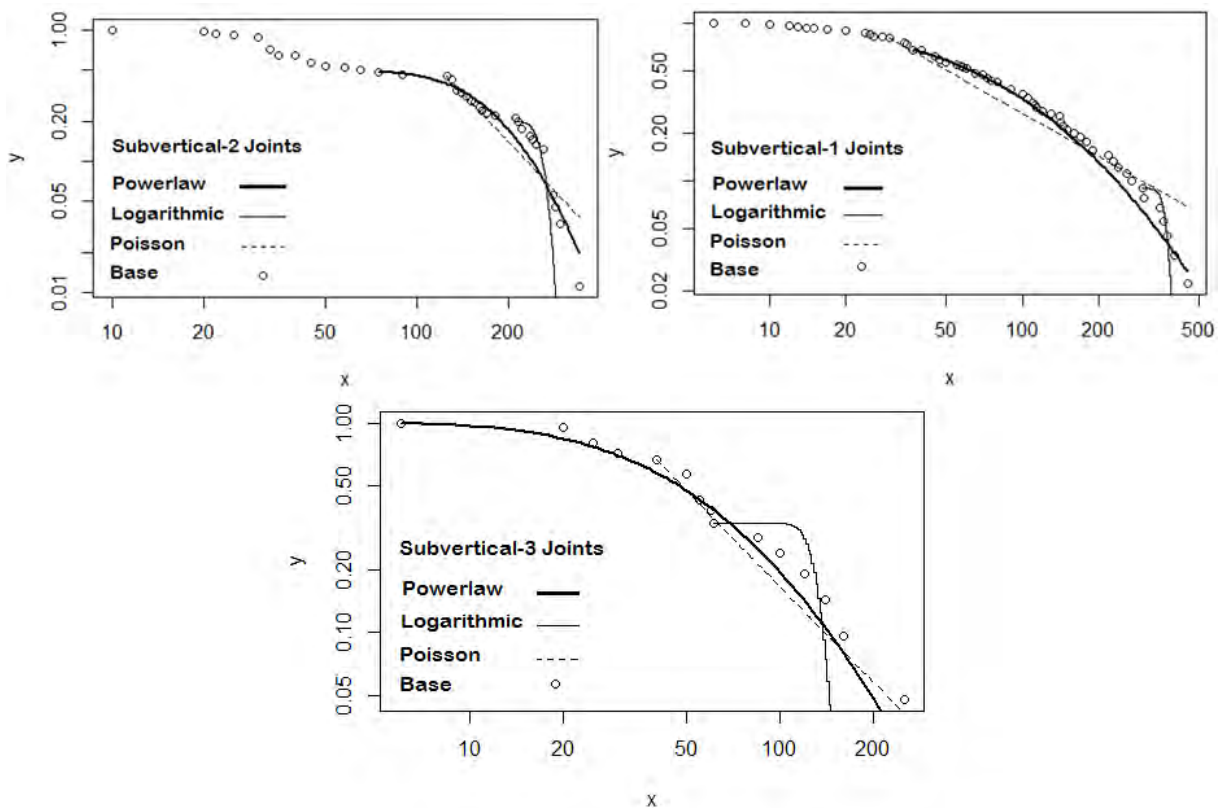 1.00
0.20
0.05
0.01
y
Subvertical-2 Joints
Powerlaw
Logarithmic
Poisson
Base
10 20 50 100 200
x
0.50
0.20
0.05
0.02
y
Subvertical-1 Joints
Powerlaw
Logarithmic
Poisson
Base
10 20 50 100 200 500
x
1.00
0.50
0.20
0.10
0.05
y
Subvertical-3 Joints
Powerlaw
Logarithmic
Poisson
Base
10 20 50 100 200
x